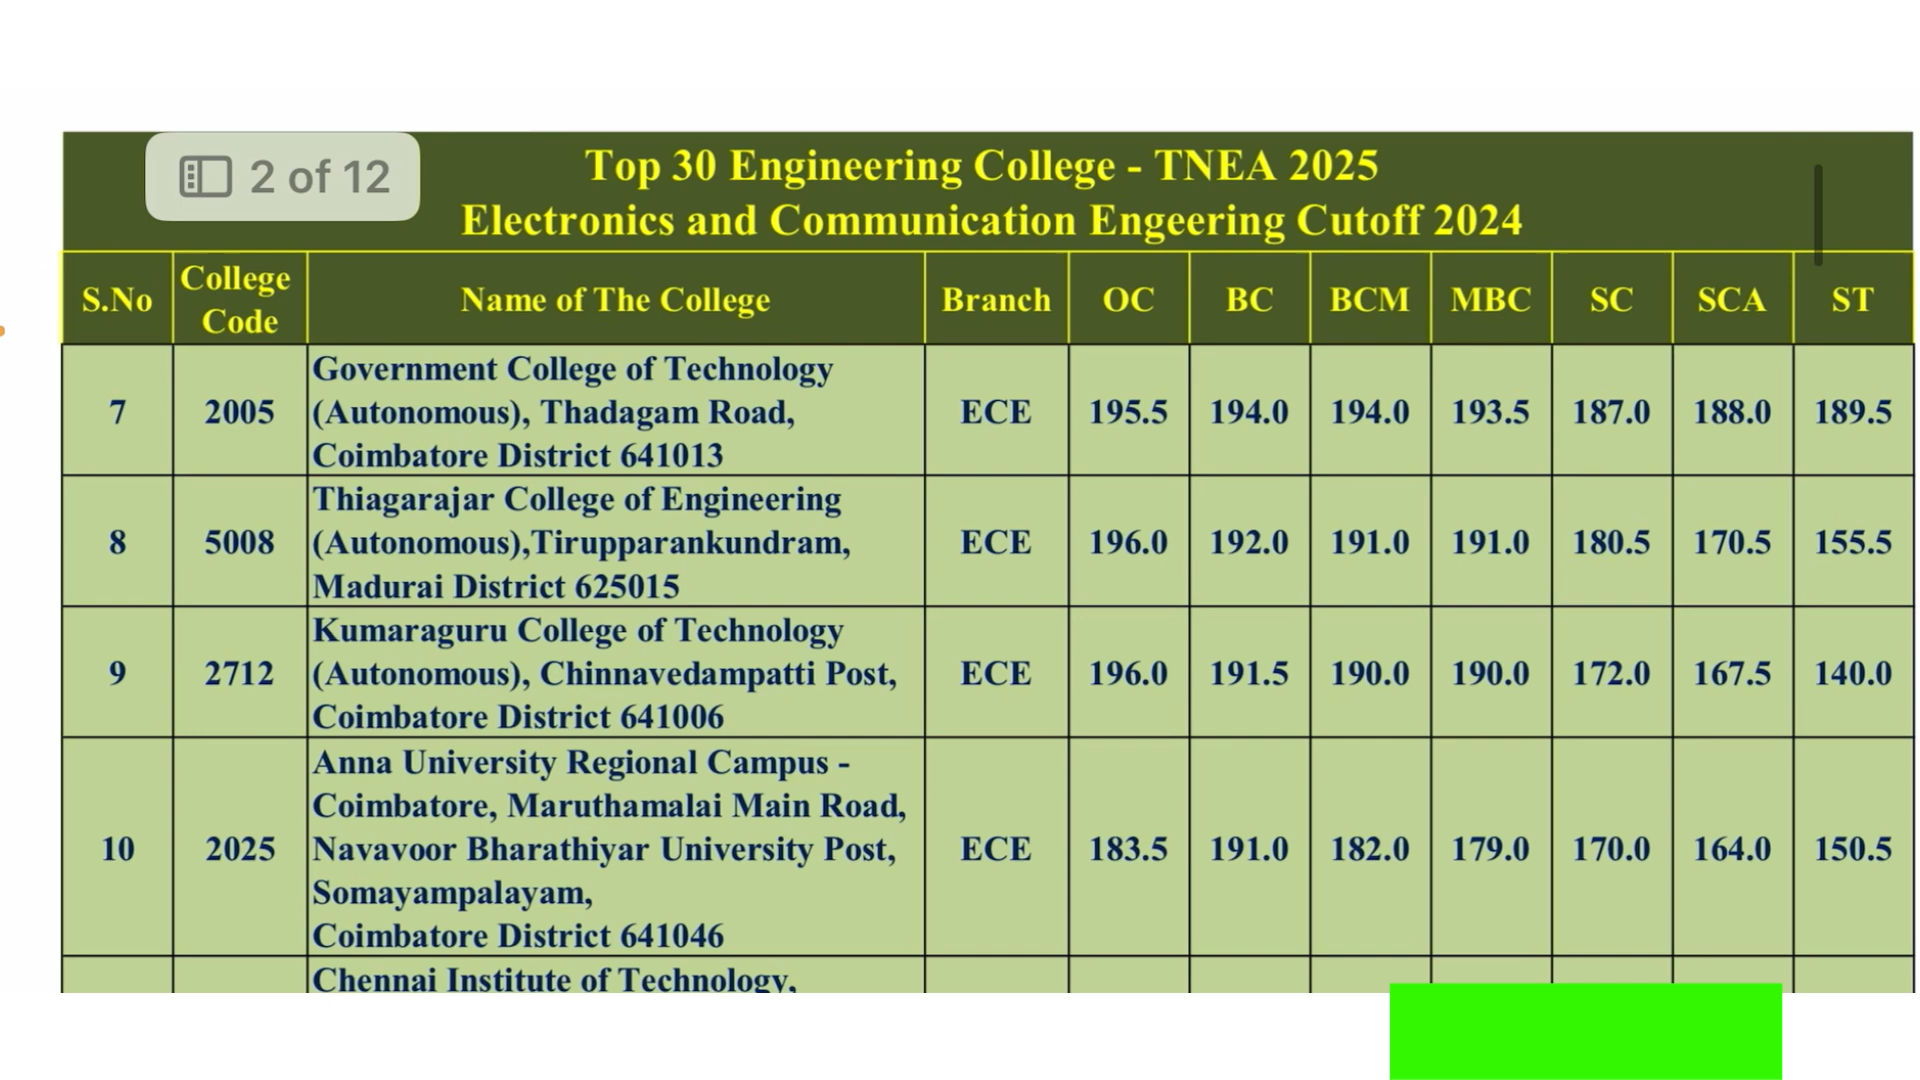 2 of 12
Top 30 Engineering College - TNEA 2025
Electronics and Communication Engeering Cutoff 2024
S.No College Code Name of The College Branch OC BC BCM MBC SC SCA ST
7 2005 Government College of Technology
(Autonomous), Thadagam Road,
Coimbatore District 641013 ECE 195.5 194.0 194.0 193.5 187.0 188.0 189.5
8 5008 Thiagarajar College of Engineering
(Autonomous),Tirupparankundram,
Madurai District 625015 ECE 196.0 192.0 191.0 191.0 180.5 170.5 155.5
9 2712 Kumaraguru College of Technology
(Autonomous), Chinnavedampatti Post,
Coimbatore District 641006 ECE 196.0 191.5 190.0 190.0 172.0 167.5 140.0
10 2025 Anna University Regional Campus -
Coimbatore, Maruthamalai Main Road,
Navavoor Bharathiyar University Post,
Somayampalayam,
Coimbatore District 641046 ECE 183.5 191.0 182.0 179.0 170.0 164.0 150.5
Chennai Institute of Technology,